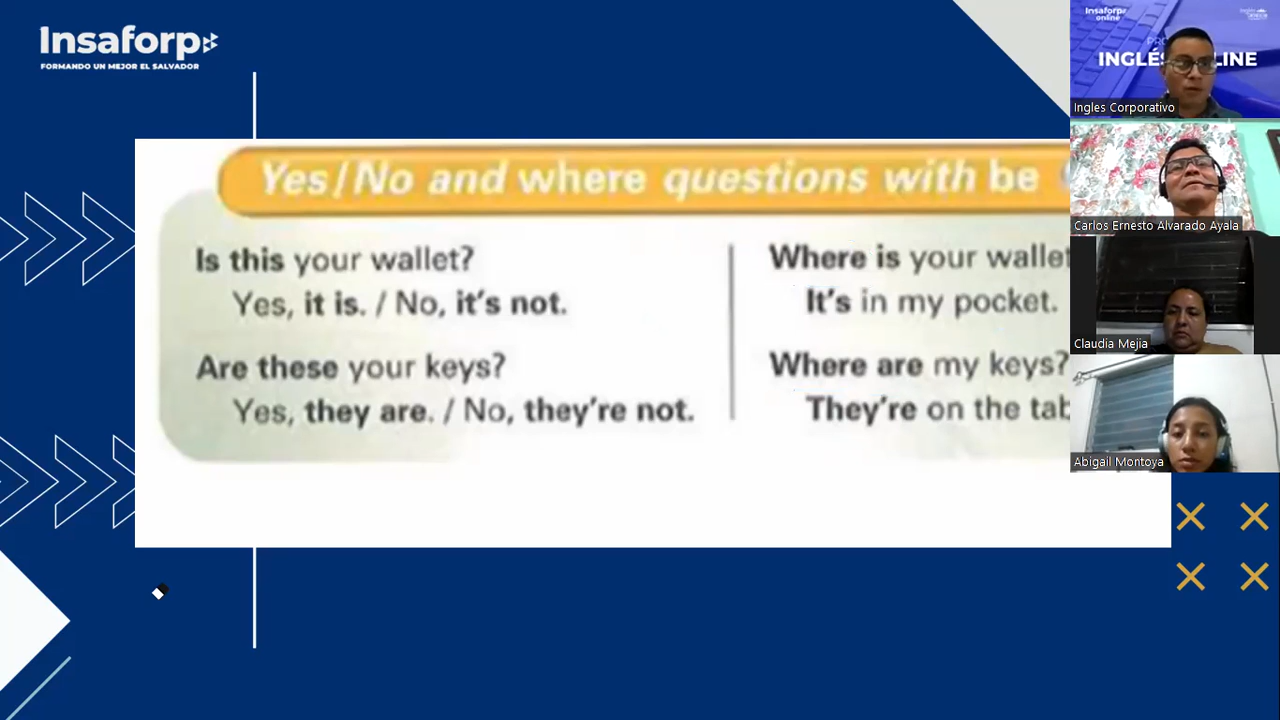 Insaforp
FORMANDO UN MEJOR EL SALVADOR
Yes/No and where questions with be
Is this your wallet?
Yes, it is. / No, it's not.
Are these your keys?
Yes, they are. / No, they're not.
Where is your
It's in my pocket.
Where are my keys?
They're on the
Insaforp
online
INGLÉS
LINE
Ingles Corporativo
Carlos Ernesto Alvarado Ayala
Claudia Mejia
Abigail Montoya